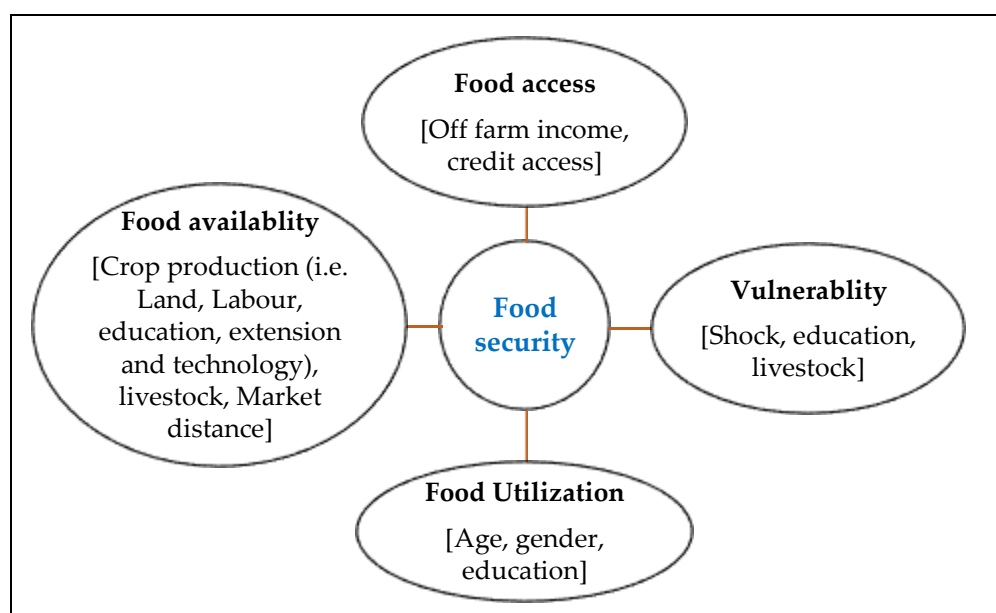 Food access
[Off farm income,
credit access]
Food availablity
[Crop production (i.e.
Land, Labour,
education, extension
and technology),
livestock, Market
distance]
Food
security
Vulnerablity
[Shock, education,
livestock]
Food Utilization
[Age, gender,
education]